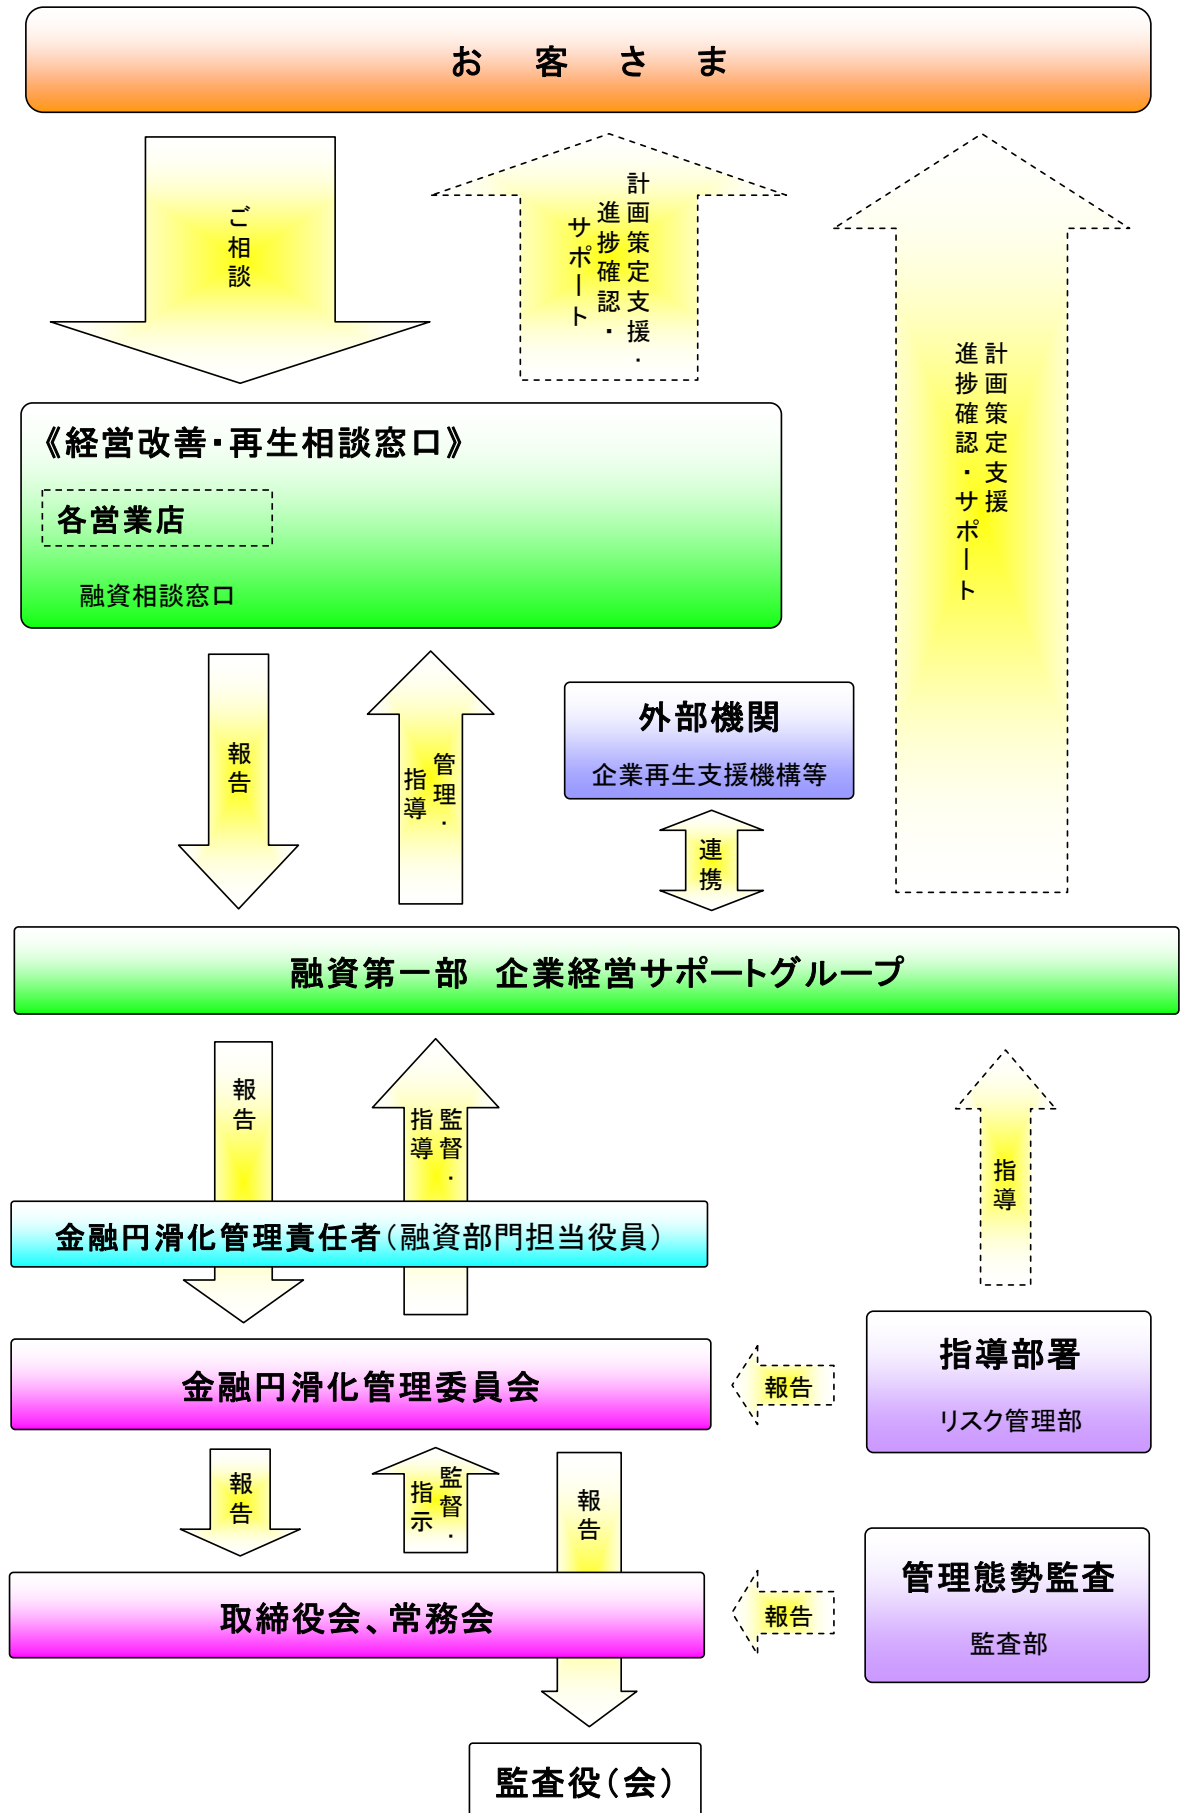 お客さま
ご相談
計画策定支援・
進捗確認・
サポート
計画策定支援
進捗確認・サポート
《経営改善・再生相談窓口》
各営業店
融資相談窓口
報告
管理・
指導
外部機関
企業再生支援機構等
連携
融資第一部 企業経営サポートグループ
報告
監督・
指導
指導
金融円滑化管理責任者（融資部門担当役員）
金融円滑化管理委員会
報告
指導部署
リスク管理部
報告
監督・
指示
報告
取締役会、常務会
報告
管理態勢監査
監査部
監査役（会）